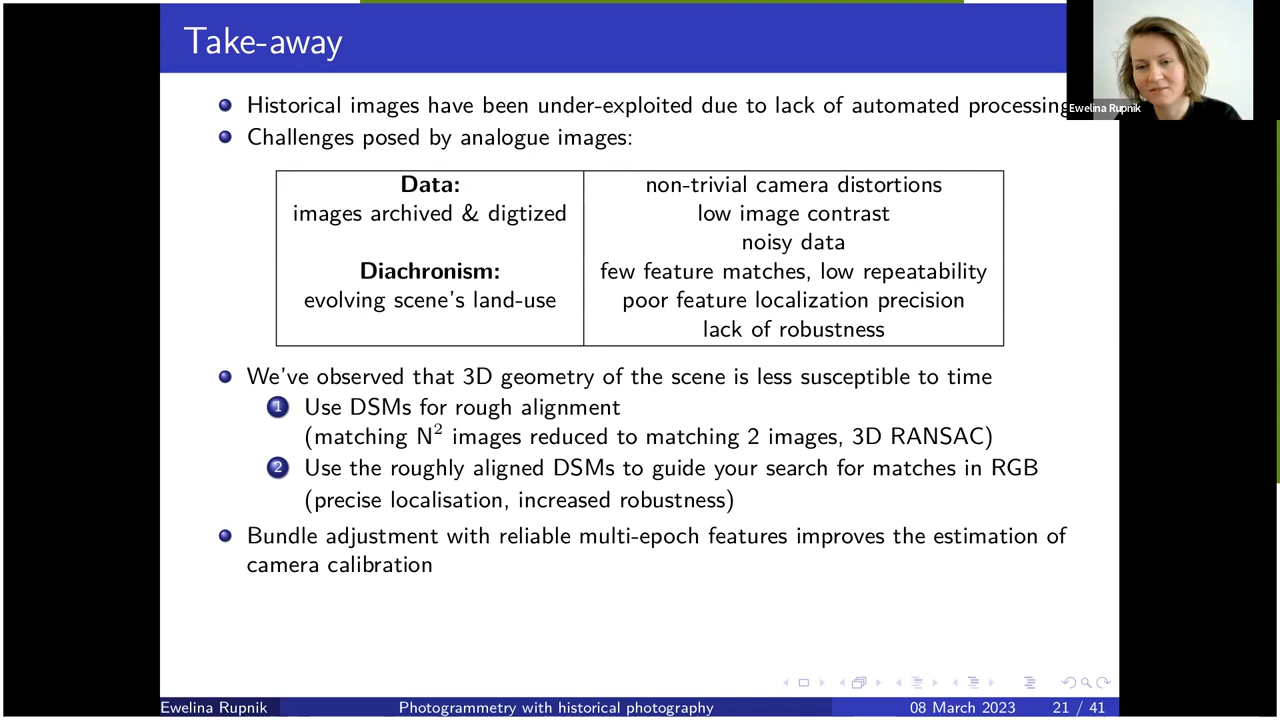 Take-away
Ewelina Rupnik
Historical images have been under-exploited due to lack of automated processing
Challenges posed by analogue images:
Data:
non-trivial camera distortions
images archived & digtized
low image contrast
noisy data
Diachronism:
few feature matches, low repeatability
evolving scene's land-use
poor feature localization precision
lack of robustness
We've observed that 3D geometry of the scene is less susceptible to time
1 Use DSMs for rough alignment
(matching N² images reduced to matching 2 images, 3D RANSAC)
2 Use the roughly aligned DSMs to guide your search for matches in RGB
(precise localisation, increased robustness)
Bundle adjustment with reliable multi-epoch features improves the estimation of
camera calibration
Ewelina Rupnik
Photogrammetry with historical photography
08 March 2023
21 / 41